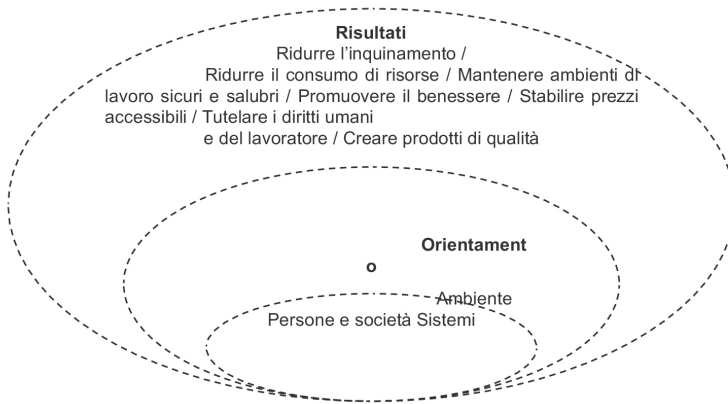 Risultati
Ridurre l'inquinamento /
Ridurre il consumo di risorse / Mantenere ambienti di
lavoro sicuri e salubri / Promuovere il benessere / Stabilire prezzi
accessibili / Tutelare i diritti umani
e del lavoratore / Creare prodotti di qualità
Orientament
o
Ambiente
Persone e società Sistemi